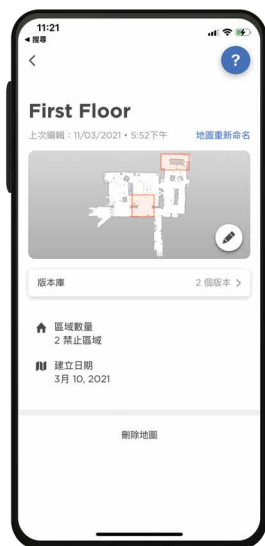 11:21
◀ 搜尋
?
First Floor
上次編輯：11/03/2021 • 5:52下午
地圖重新命名
版本庫
2 個版本 >
區域數量
2 禁止區域
建立日期
3月 10, 2021
刪除地圖